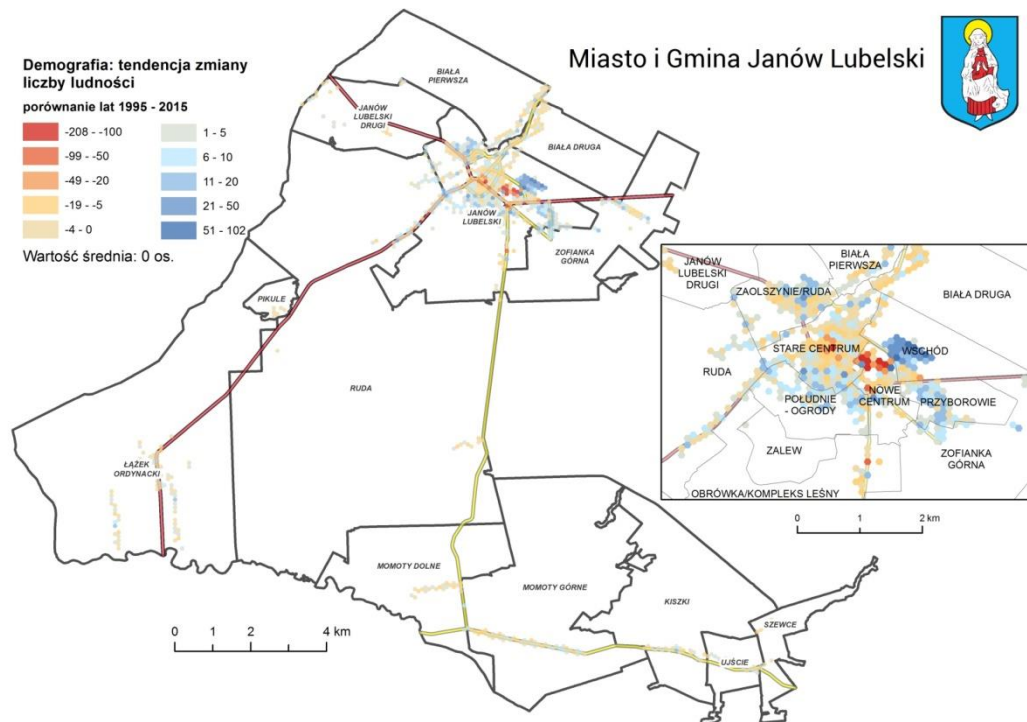 Miasto i Gmina Janów Lubelski
Demografia: tendencja zmiany
liczby ludności
porównanie lat 1995 - 2015
-208 - -100
-99 - -50
-49 - -20
-19 - -5
-4 - 0
1 - 5
6 - 10
11 - 20
21 - 50
51 - 102
Wartość średnia: 0 os.
BIAŁA
PIERWSZA
JANÓW
LUBELSKI
DRUGI
BIAŁA DRUGA
JANÓW
LUBELSKI
ZOFIANKA
GÓRNA
PIKULE
RUDA
ŁĄŻEK
ORDYNACKI
MOMOTY DOLNE
MOMOTY GÓRNE
KISZKI
SZEWCE
UJŚCIE
0 1 2 4 km
JANÓW
LUBELSKI
DRUGI
BIAŁA
PIERWSZA
ZAOLSZYNIE/RUDA
BIAŁA DRUGA
STARE CENTRUM
WSCHÓD
RUDA
NOWE
CENTRUM
PRZYBOROWIE
POŁUDNIE
- OGRODY
ZALEW
ZOFIANKA
GÓRNA
OBRÓWKA/KOMPLEKS LEŚNY
0 1 2 km